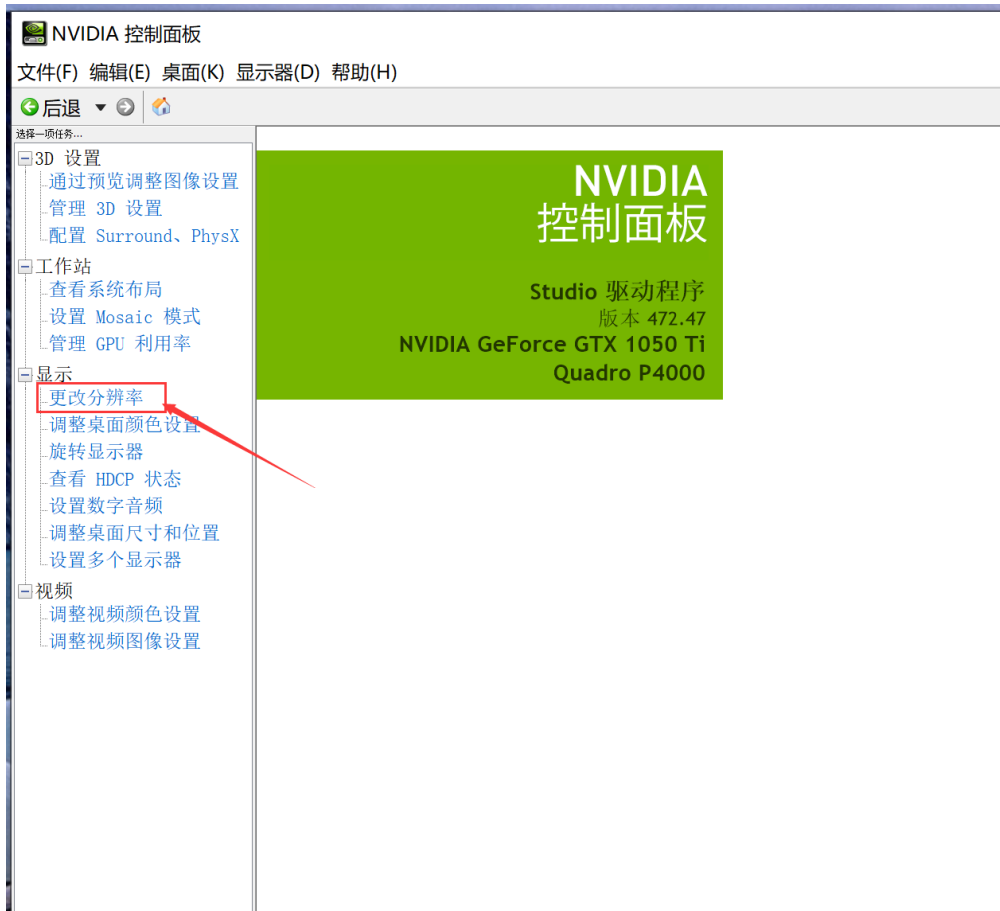 NVIDIA 控制面板
文件(F) 编辑(E) 桌面(K) 显示器(D) 帮助(H)
后退
选择一项任务...
3D 设置
通过预览调整图像设置
管理 3D 设置
配置 Surround、PhysX
工作站
查看系统布局
设置 Mosaic 模式
管理 GPU 利用率
显示
更改分辨率
调整桌面颜色设置
旋转显示器
查看 HDCP 状态
设置数字音频
调整桌面尺寸和位置
设置多个显示器
视频
调整视频颜色设置
调整视频图像设置
NVIDIA
控制面板
Studio 驱动程序
版本 472.47
NVIDIA GeForce GTX 1050 Ti
Quadro P4000